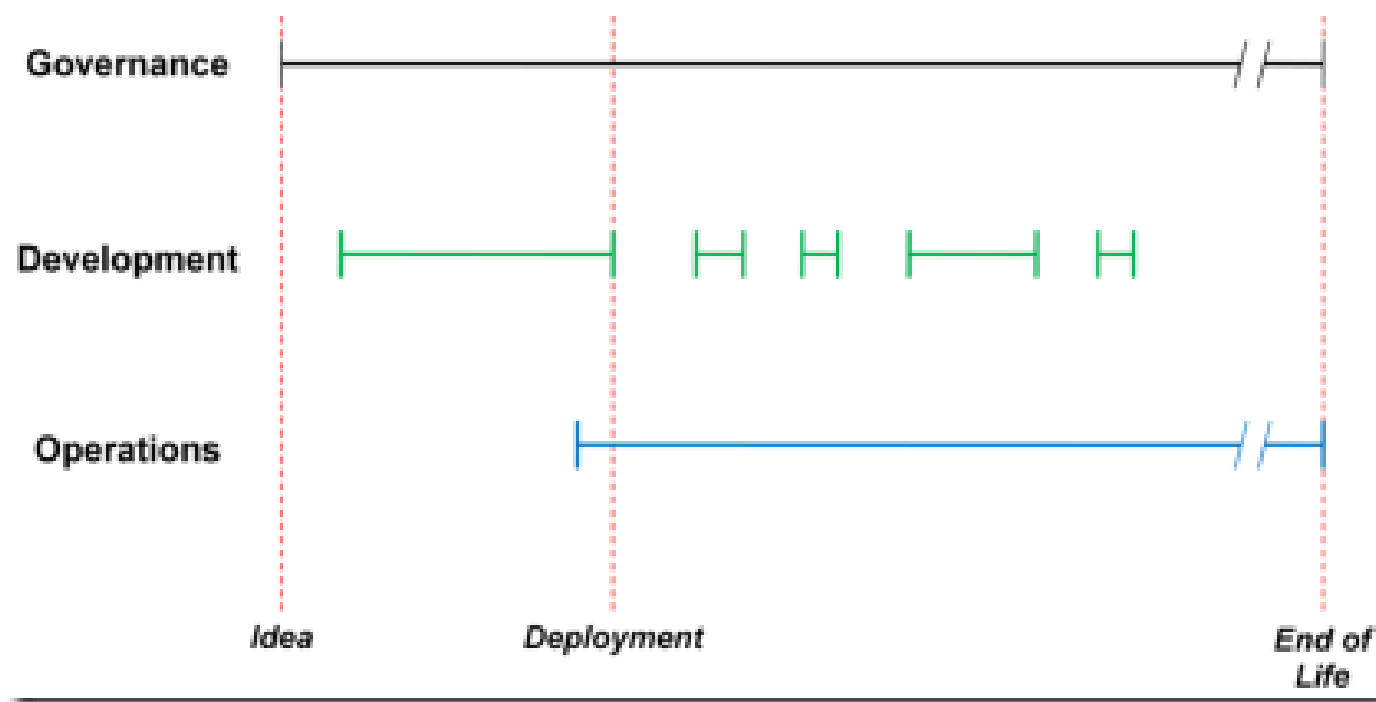 Governance
Development
Operations
Idea
Deployment
End of
Life